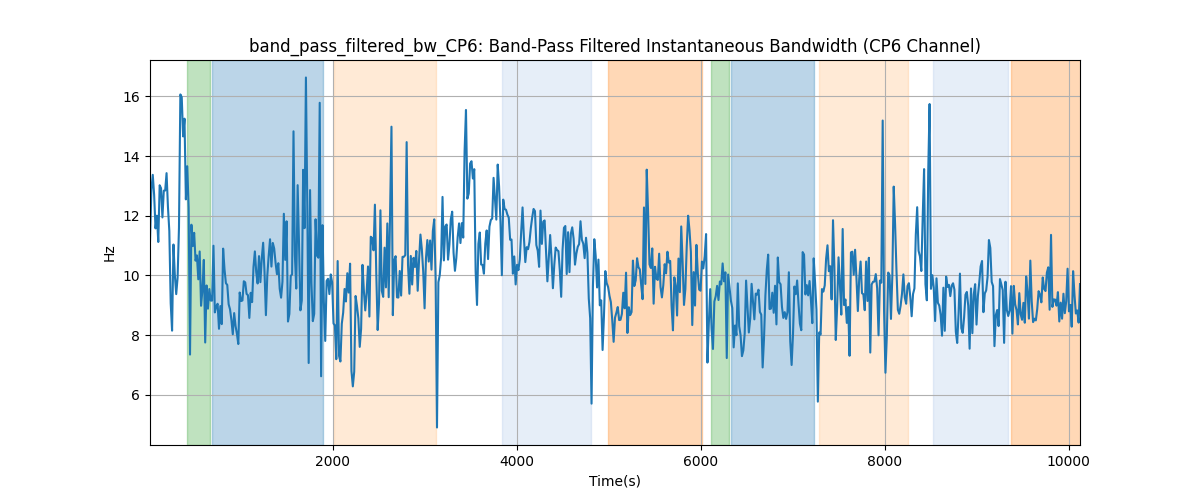 band_pass_filtered_bw_CP6: Band-Pass Filtered Instantaneous Bandwidth (CP6 Channel)
16
14
12
10
8
6
Hz
2000 4000 6000 8000 10000
Time(s)